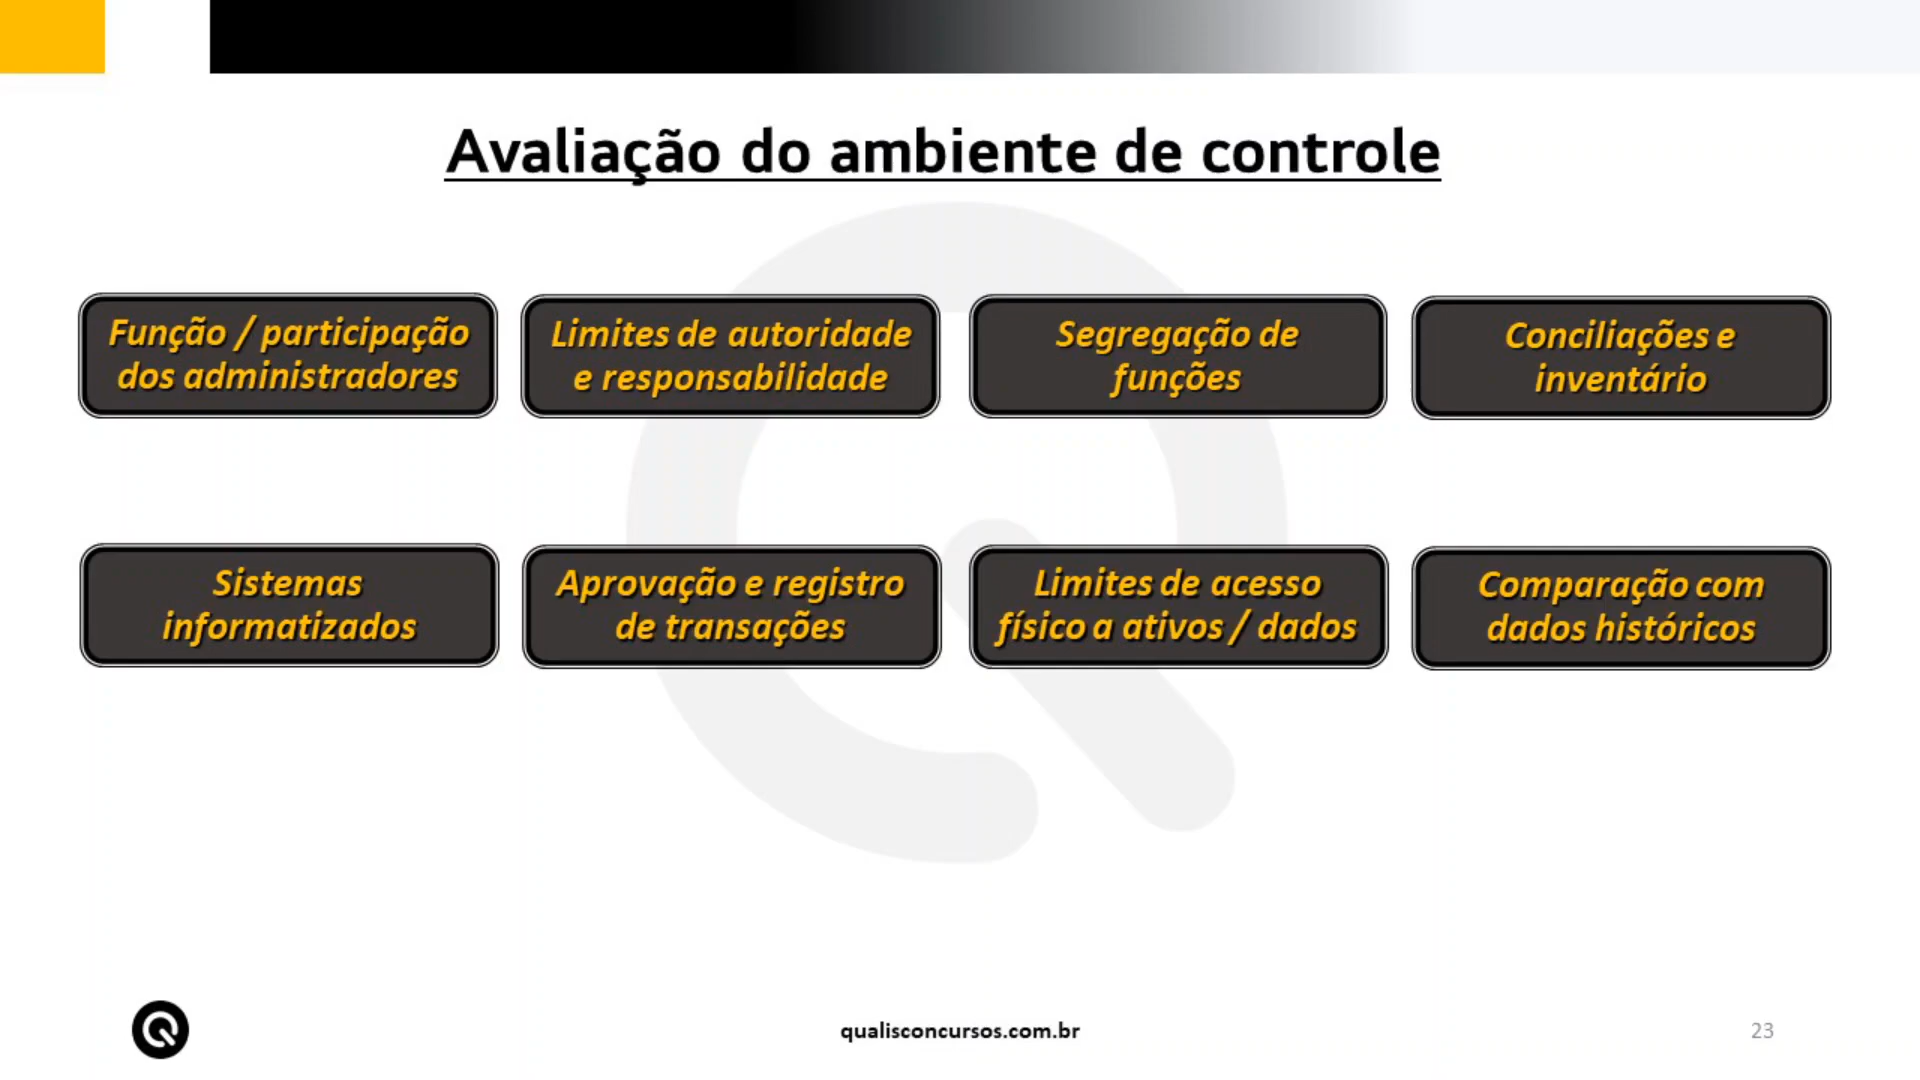 Avaliação do ambiente de controle
Função / participação
dos administradores
Limites de autoridade
e responsabilidade
Segregação de
funções
Conciliações e
inventário
Sistemas
informatizados
Aprovação e registro
de transações
Limites de acesso
físico a ativos / dados
Comparação com
dados históricos
qualisconcursos.com.br
23